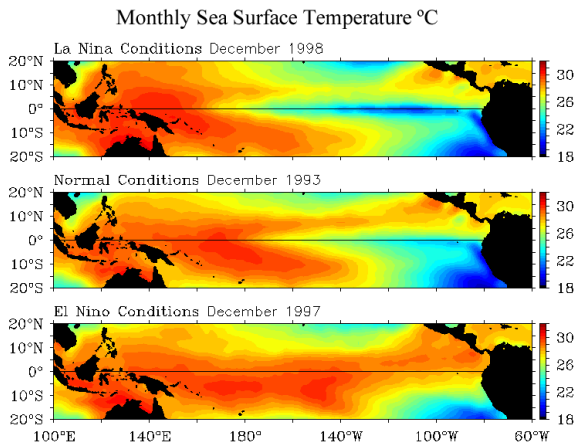 Monthly Sea Surface Temperature ºC
La Nina Conditions December 1998
20°N
10°N
0°
10°S
20°S
30
26
22
18
Normal Conditions December 1993
20°N
10°N
0°
10°S
20°S
30
26
22
18
El Nino Conditions December 1997
20°N
10°N
0°
10°S
20°S
30
26
22
18
100°E 140°E 180° 140°W 100°W 60°W